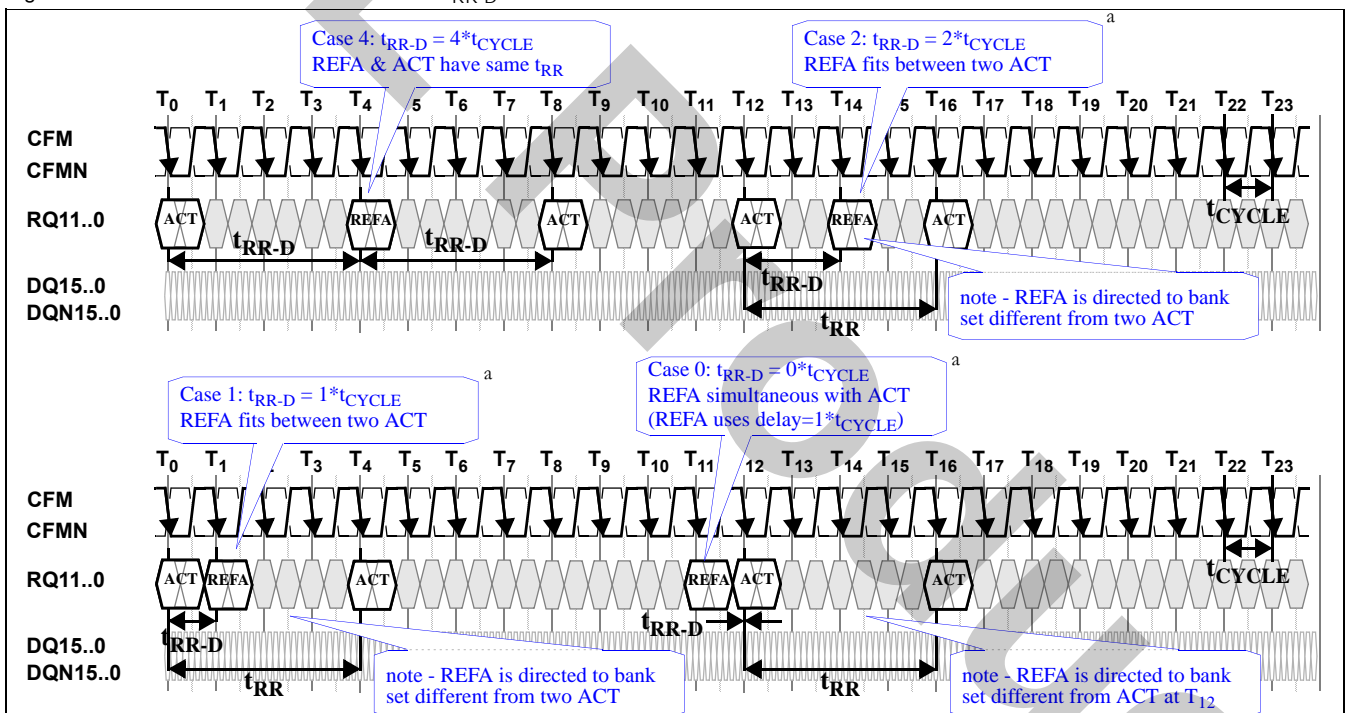 RR-D
Case 4: tRR-D = 4*tCYCLE
REFA & ACT have same tRR
Case 2: tRR-D = 2*tCYCLE
REFA fits between two ACT
a
T0 T1 T2 T3 T4 5 T6 T7 T8 T9 T10 T11 T12 T13 T14 5 T16 T17 T18 T19 T20 T21 T22 T23
CFM
CFMN
RQ11..0
ACT REFA ACT ACT REFA ACT
tCYCLE
tRR-D tRR-D
DQ15..0
DQN15..0
tRR-D
tRR
note - REFA is directed to bank
set different from two ACT
Case 1: tRR-D = 1*tCYCLE
REFA fits between two ACT
a
Case 0: tRR-D = 0*tCYCLE
REFA simultaneous with ACT
(REFA uses delay=1*tCYCLE)
a
T0 T1 T3 T4 T5 T6 T7 T8 T9 T10 T11 12 T13 T14 T15 T16 T17 T18 T19 T20 T21 T22 T23
CFM
CFMN
RQ11..0
ACT REFA ACT REFA ACT ACT
tCYCLE
tRR-D
tRR-D
DQ15..0
DQN15..0
tRR
tRR
note - REFA is directed to bank
set different from two ACT
note - REFA is directed to bank
set different from ACT at T12